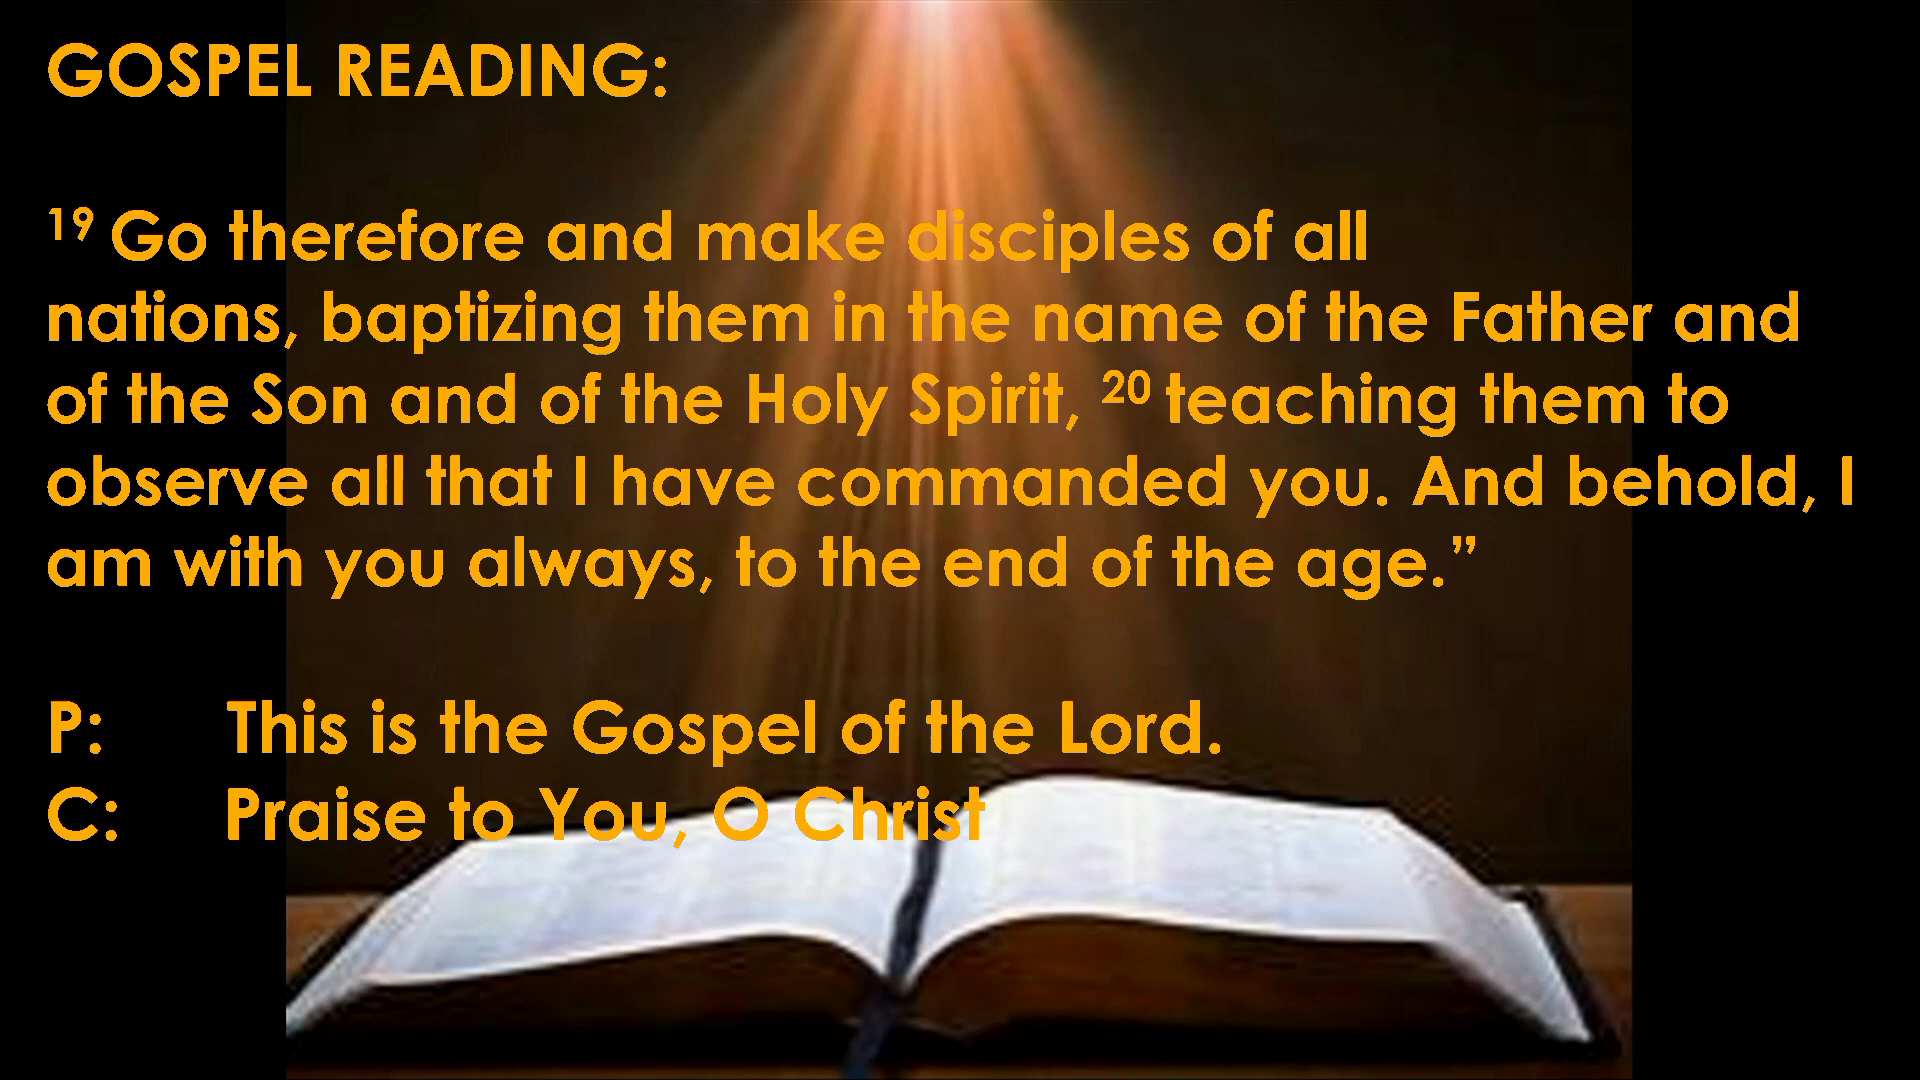 GOSPEL READING:
19 Go therefore and make disciples of all
nations, baptizing them in the name of the Father and
of the Son and of the Holy Spirit, 20 teaching them to
observe all that I have commanded you. And behold, I
am with you always, to the end of the age.”
P: This is the Gospel of the Lord.
C: Praise to You, O Christ